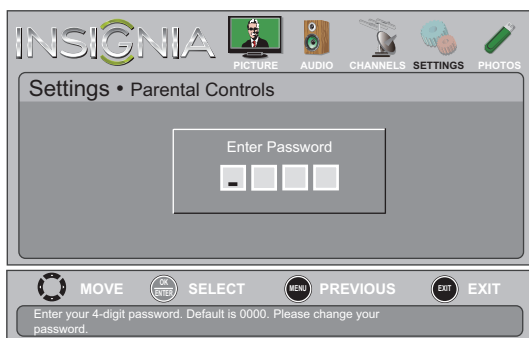 INSIGNIA
PICTURE AUDIO CHANNELS SETTINGS PHOTOS
Settings • Parental Controls
Enter Password
MOVE OK ENTER SELECT MENU PREVIOUS EXIT EXIT
Enter your 4-digit password. Default is 0000. Please change your
password.